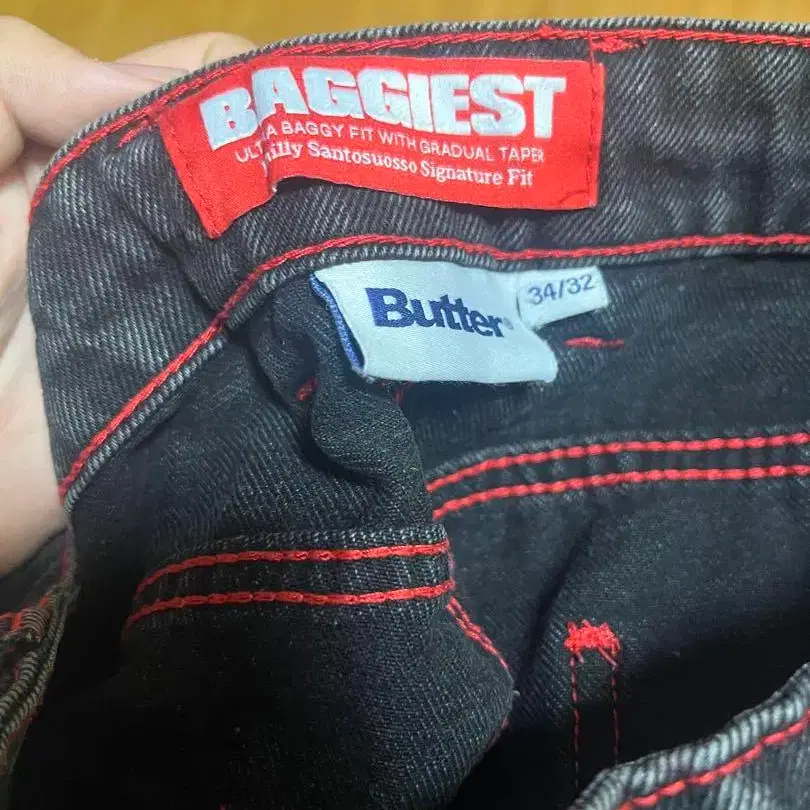 BAGGIEST
A BAGGY FIT WITH GRADUAL TAPER
Santosuosso Signature Fit
Butter®
34/32